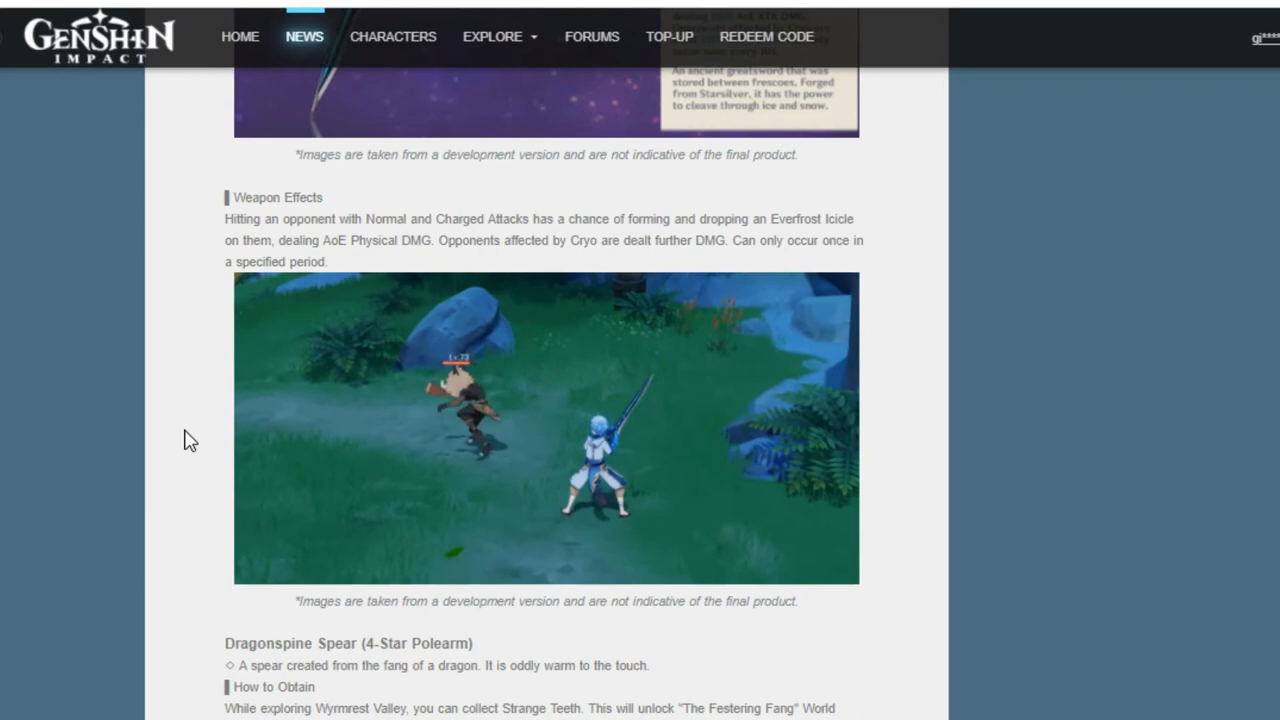 GENSHIN
IMPACT
HOME NEWS CHARACTERS EXPLORE FORUMS TOP-UP REDEEM CODE
gi****
An ancient greatsword that was
stored between frescoes. Forged
from Starsilver, it has the power
to cleave through ice and snow.
*Images are taken from a development version and are not indicative of the final product.
Weapon Effects
Hitting an opponent with Normal and Charged Attacks has a chance of forming and dropping an Everfrost Icicle
on them, dealing AoE Physical DMG. Opponents affected by Cryo are dealt further DMG. Can only occur once in
a specified period.
Lv.73
*Images are taken from a development version and are not indicative of the final product.
Dragonspine Spear (4-Star Polearm)
◇ A spear created from the fang of a dragon. It is oddly warm to the touch.
How to Obtain
While exploring Wyrmrest Valley, you can collect Strange Teeth. This will unlock "The Festering Fang" World